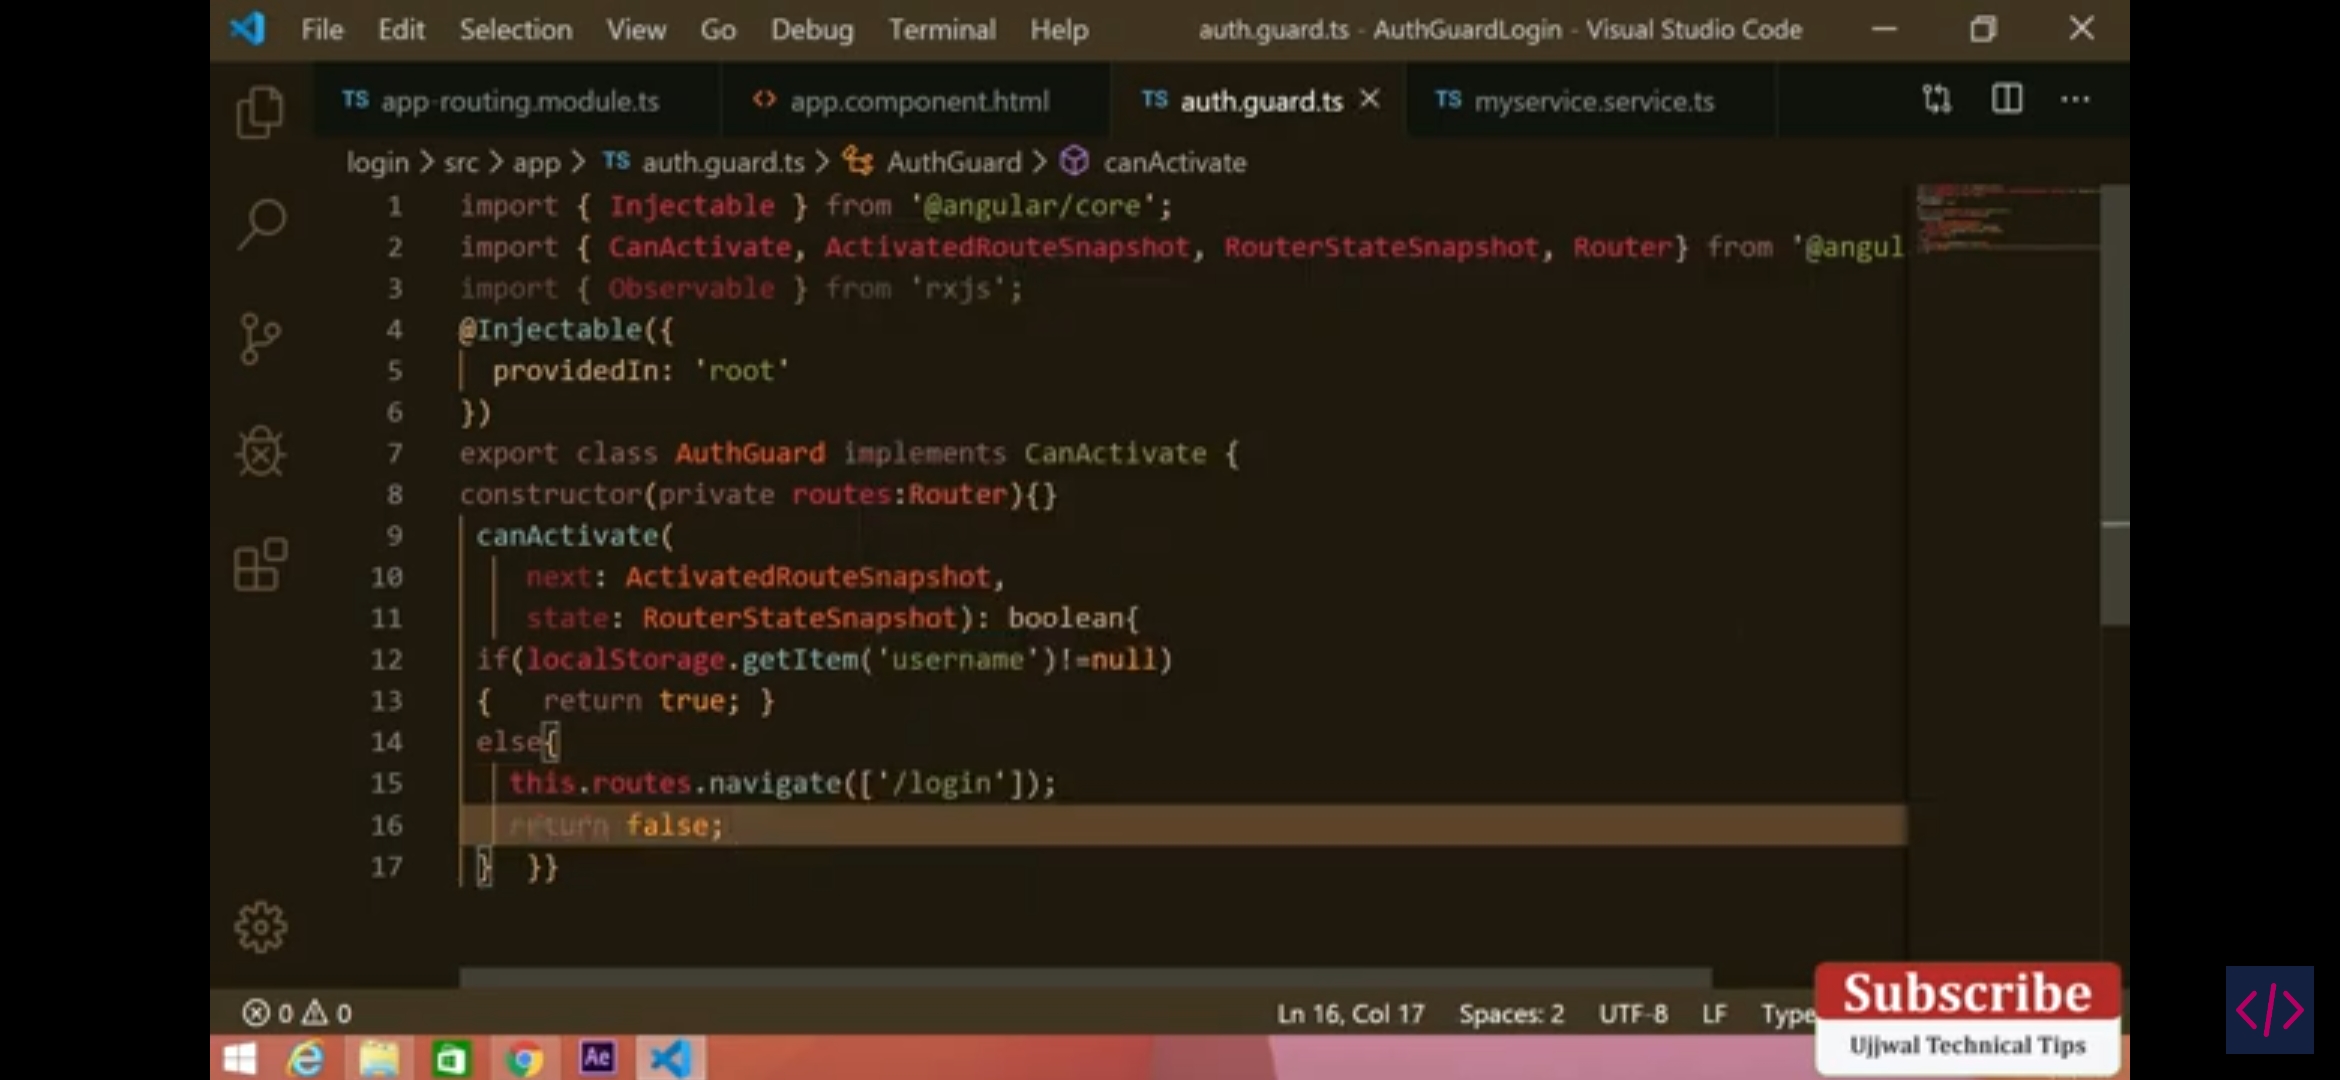 File Edit Selection View Go Debug Terminal Help auth.guard.ts - AuthGuardLogin - Visual Studio Code
TS app-routing.module.ts <> app.component.html TS auth.guard.ts TS myservice.service.ts
login > src > app > TS auth.guard.ts > AuthGuard > canActivate
1 import { Injectable } from '@angular/core';
2 import { CanActivate, ActivatedRouteSnapshot, RouterStateSnapshot, Router} from '@angul
3 import { Observable } from 'rxjs';
4 @Injectable({
5 providedIn: 'root'
6 })
7 export class AuthGuard implements CanActivate {
8 constructor(private routes:Router){}
9 canActivate(
10 next: ActivatedRouteSnapshot,
11 state: RouterStateSnapshot): boolean{
12 if(localStorage.getItem('username')!=null)
13 { return true; }
14 else{
15 this.routes.navigate(['/login']);
16 return false;
17 } }}
0 0 Ln 16, Col 17 Spaces: 2 UTF-8 LF Type
Subscribe
Ujjwal Technical Tips
Ae